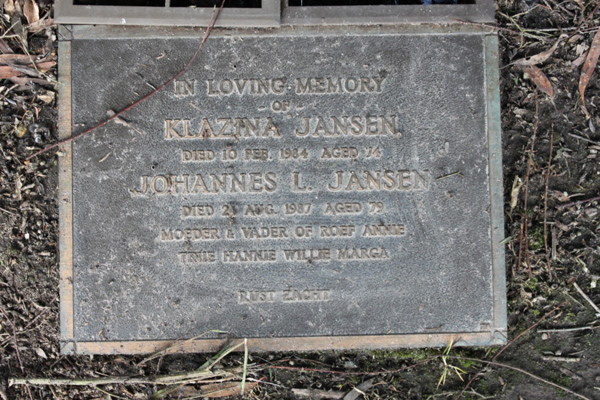 IN LOVING MEMORY
OF
KLAZINA JANSEN
DIED 10 FEB. 1984 AGED 74
JOHANNES L. JANSEN
DIED AUG. 1987 AGED 79
MOEDER & VADER OF ROEF ANNIE
TINIE HANNIE WILLIE MARGA
RUST ZACHT